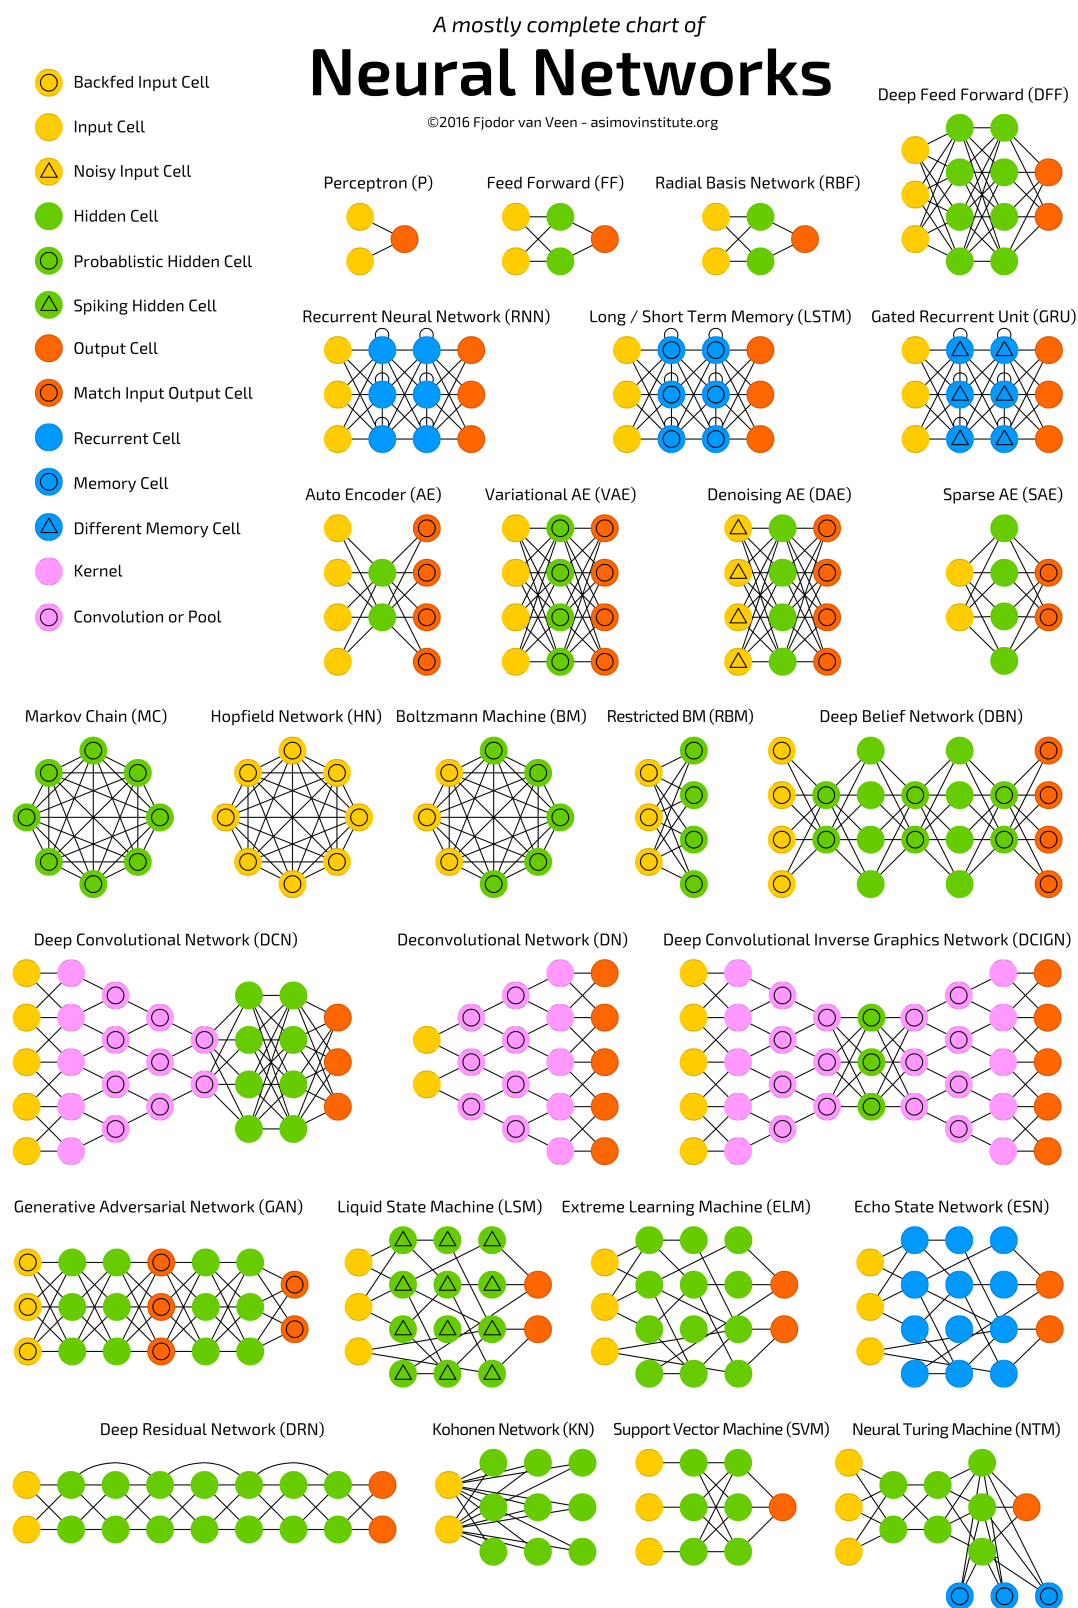 A mostly complete chart of
Neural Networks
©2016 Fjodor van Veen - asimovinstitute.org
Backfed Input Cell
Input Cell
Noisy Input Cell
Hidden Cell
Probablistic Hidden Cell
Spiking Hidden Cell
Output Cell
Match Input Output Cell
Recurrent Cell
Memory Cell
Different Memory Cell
Kernel
Convolution or Pool
Perceptron (P)
Feed Forward (FF)
Radial Basis Network (RBF)
Deep Feed Forward (DFF)
Recurrent Neural Network (RNN)
Long / Short Term Memory (LSTM)
Gated Recurrent Unit (GRU)
Auto Encoder (AE)
Variational AE (VAE)
Denoising AE (DAE)
Sparse AE (SAE)
Markov Chain (MC)
Hopfield Network (HN)
Boltzmann Machine (BM)
Restricted BM (RBM)
Deep Belief Network (DBN)
Deep Convolutional Network (DCN)
Deconvolutional Network (DN)
Deep Convolutional Inverse Graphics Network (DCIGN)
Generative Adversarial Network (GAN)
Liquid State Machine (LSM)
Extreme Learning Machine (ELM)
Echo State Network (ESN)
Deep Residual Network (DRN)
Kohonen Network (KN)
Support Vector Machine (SVM)
Neural Turing Machine (NTM)